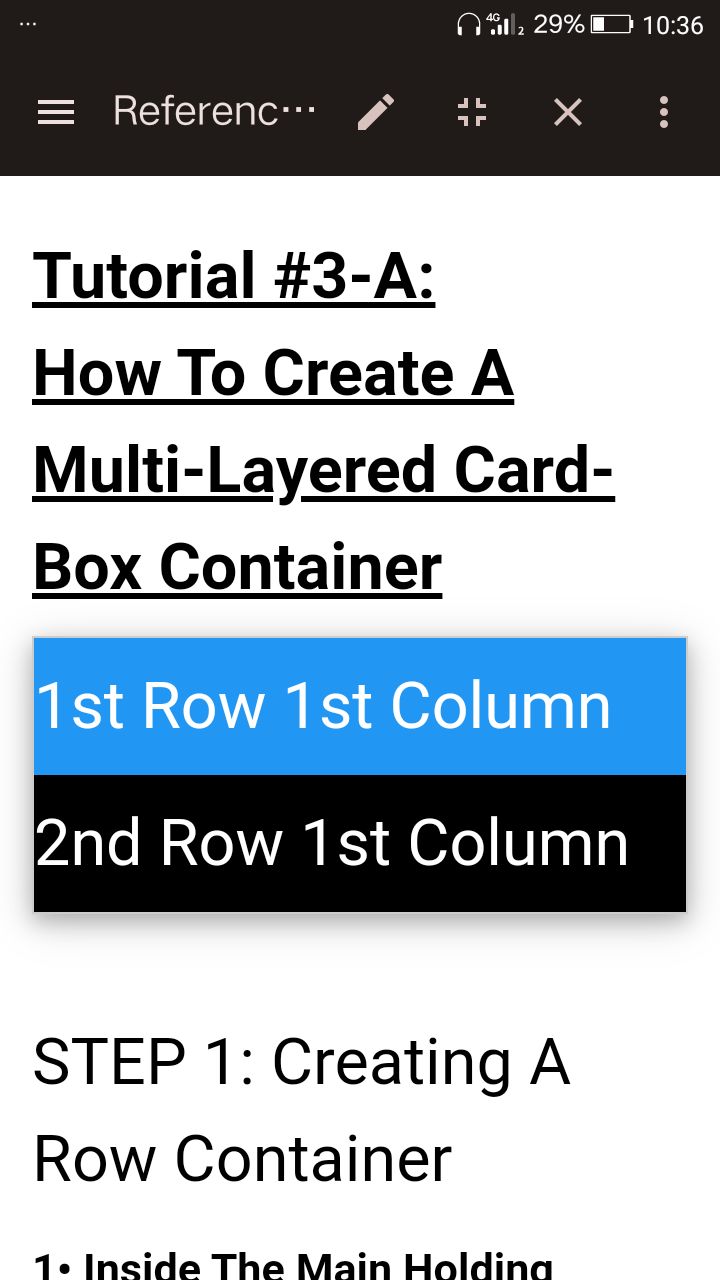 ... 4G 2 29% 10:36
Referenc...
Tutorial #3-A:
How To Create A
Multi-Layered Card-
Box Container
1st Row 1st Column
2nd Row 1st Column
STEP 1: Creating A
Row Container
1• Inside The Main Holding